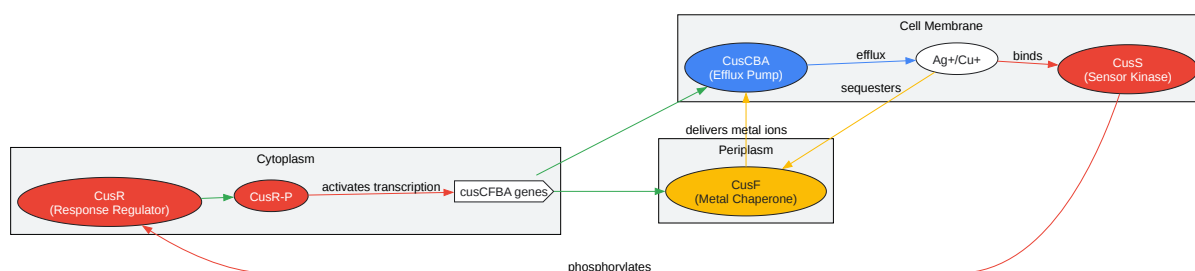 Cell Membrane
CusCBA
(Efflux Pump)
efflux
Ag+/Cu+
binds
CusS
(Sensor Kinase)
sequesters
delivers metal ions
Periplasm
CusF
(Metal Chaperone)
Cytoplasm
CusR
(Response Regulator)
CusR-P
activates transcription
cusCFBA genes
phosphorylates